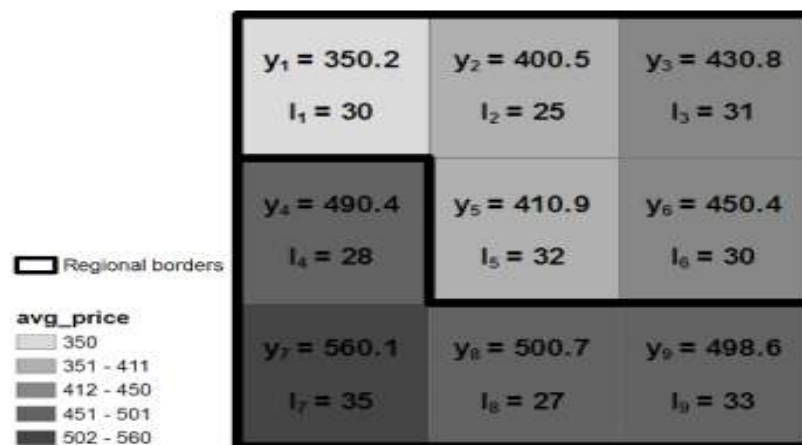 y₁ = 350.2
y₂ = 400.5
y₃ = 430.8
l₁ = 30
l₂ = 25
l₃ = 31
y₄ = 490.4
y₅ = 410.9
y₆ = 450.4
l₄ = 28
l₅ = 32
l₆ = 30
y₇ = 560.1
y₈ = 500.7
y₉ = 498.6
l₇ = 35
l₈ = 27
l₉ = 33
Regional borders
avg_price
350
351 - 411
412 - 450
451 - 501
502 - 560